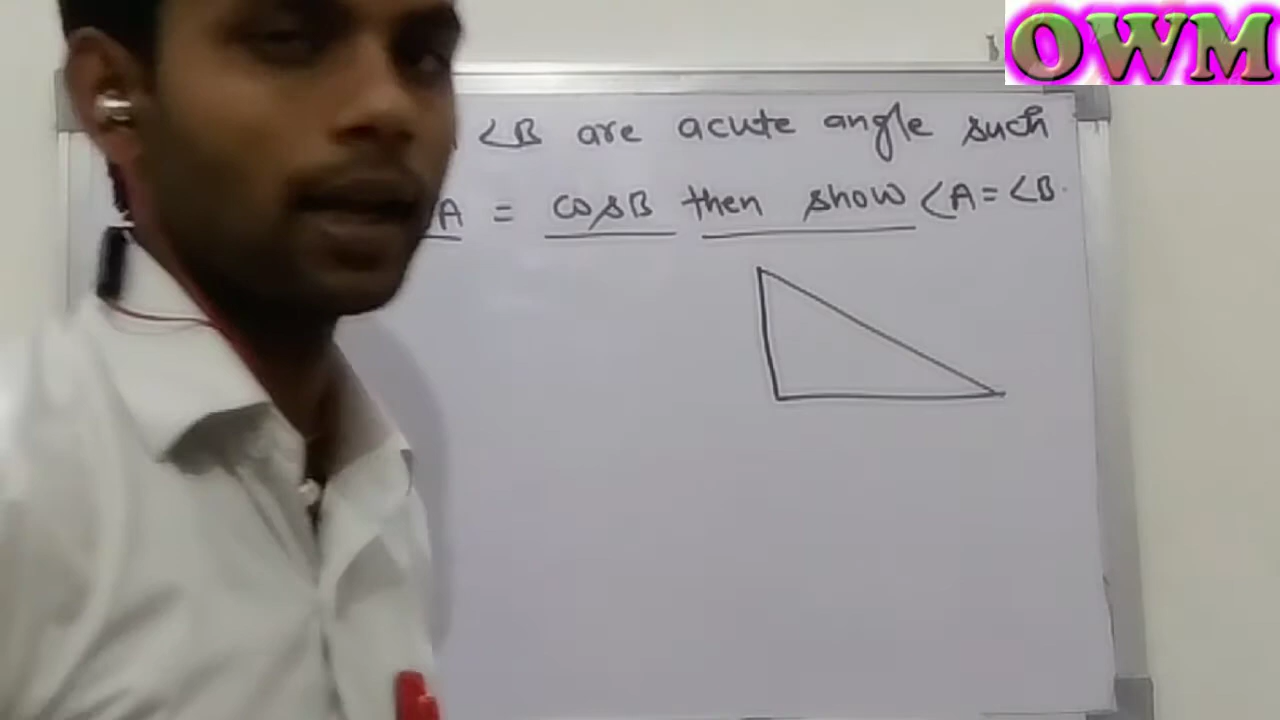 OWM
∠B are acute angle such
A = cosB then show ∠A = ∠B.